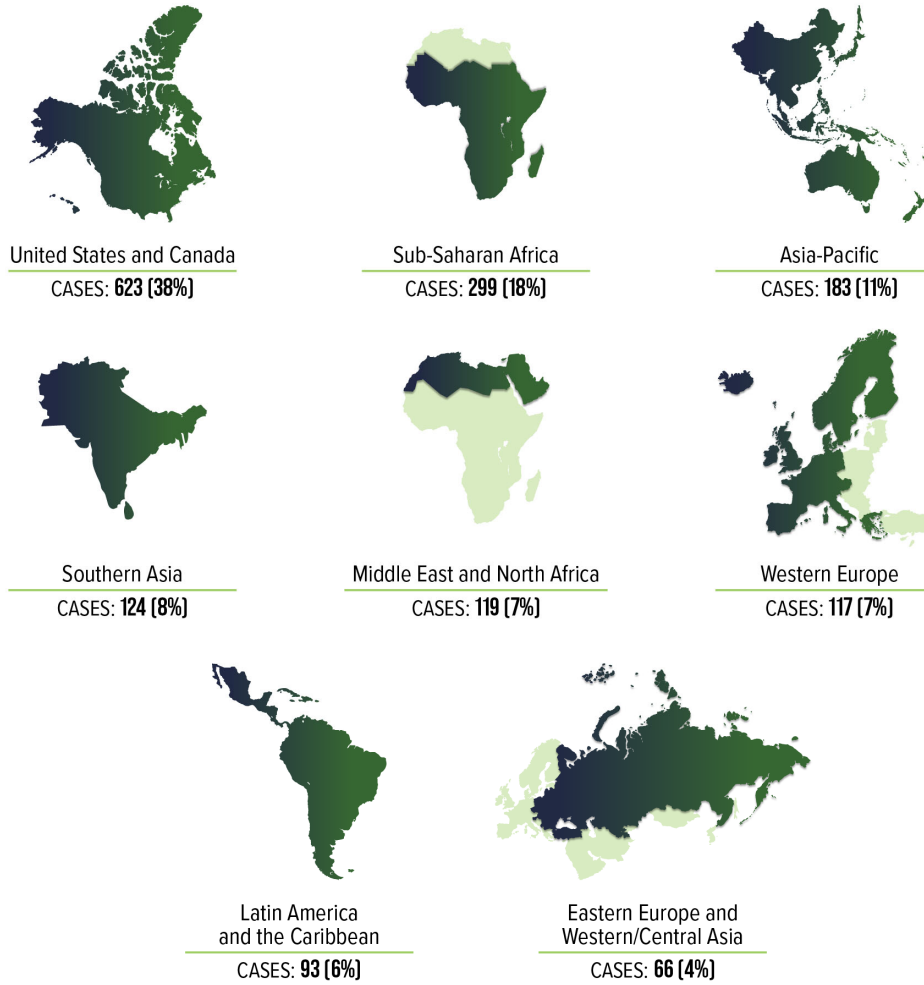 United States and Canada
CASES: 623 (38%)
Sub-Saharan Africa
CASES: 299 (18%)
Asia-Pacific
CASES: 183 (11%)
Southern Asia
CASES: 124 (8%)
Middle East and North Africa
CASES: 119 (7%)
Western Europe
CASES: 117 (7%)
Latin America
and the Caribbean
CASES: 93 (6%)
Eastern Europe and
Western/Central Asia
CASES: 66 (4%)